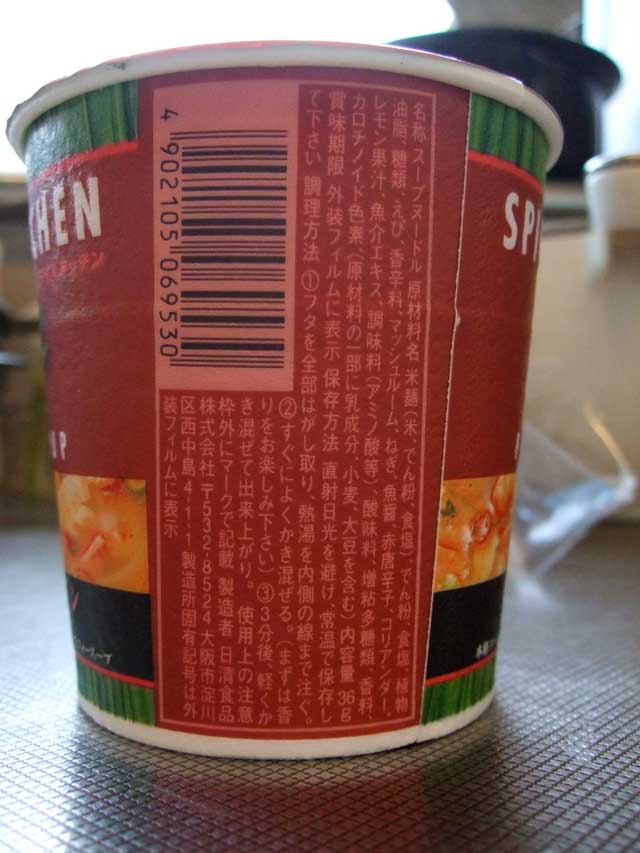 HEN
UP
4 902105 069530
名称 スープヌードル 原材料名 米麺(米、でん粉、食塩)、でん粉、食塩、植物
油脂、糖類、えび、香辛料、マッシュルーム、ねぎ、魚醤、赤唐辛子、コリアンダー、
レモン果汁、魚介エキス、調味料(アミノ酸等)、酸味料、増粘多糖類、香料、
カロチノイド色素、(原材料の一部に乳成分、小麦、大豆を含む) 内容量 36g
賞味期限 外装フィルムに表示 保存方法 直射日光を避け、常温で保存し
て下さい 調理方法 ①フタを全部はがし取り、熱湯を内側の線まで注ぐ。
②すぐによくかき混ぜる。(まずは香
りをお楽しみ下さい) ③3分後、軽くか
き混ぜて出来上がり。 使用上の注意
枠外にマークで記載 製造者 日清食品
株式会社 〒532-8524 大阪市淀川
区西中島4-1-1 製造所固有記号は外
装フィルムに表示
SPI